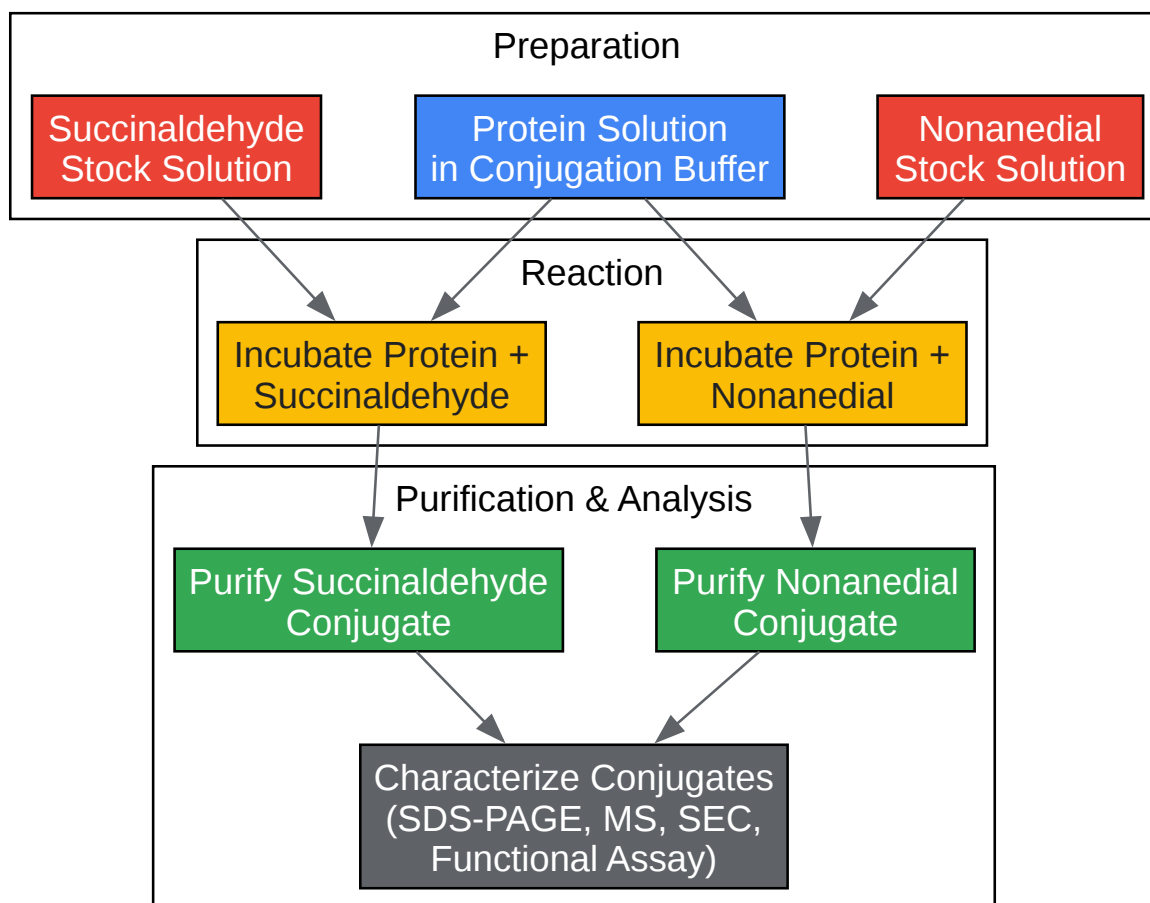 Preparation
Succinaldehyde
Stock Solution
Protein Solution
in Conjugation Buffer
Nonanedial
Stock Solution
Reaction
Incubate Protein +
Succinaldehyde
Incubate Protein +
Nonanedial
Purification & Analysis
Purify Succinaldehyde
Conjugate
Purify Nonanedial
Conjugate
Characterize Conjugates
(SDS-PAGE, MS, SEC,
Functional Assay)